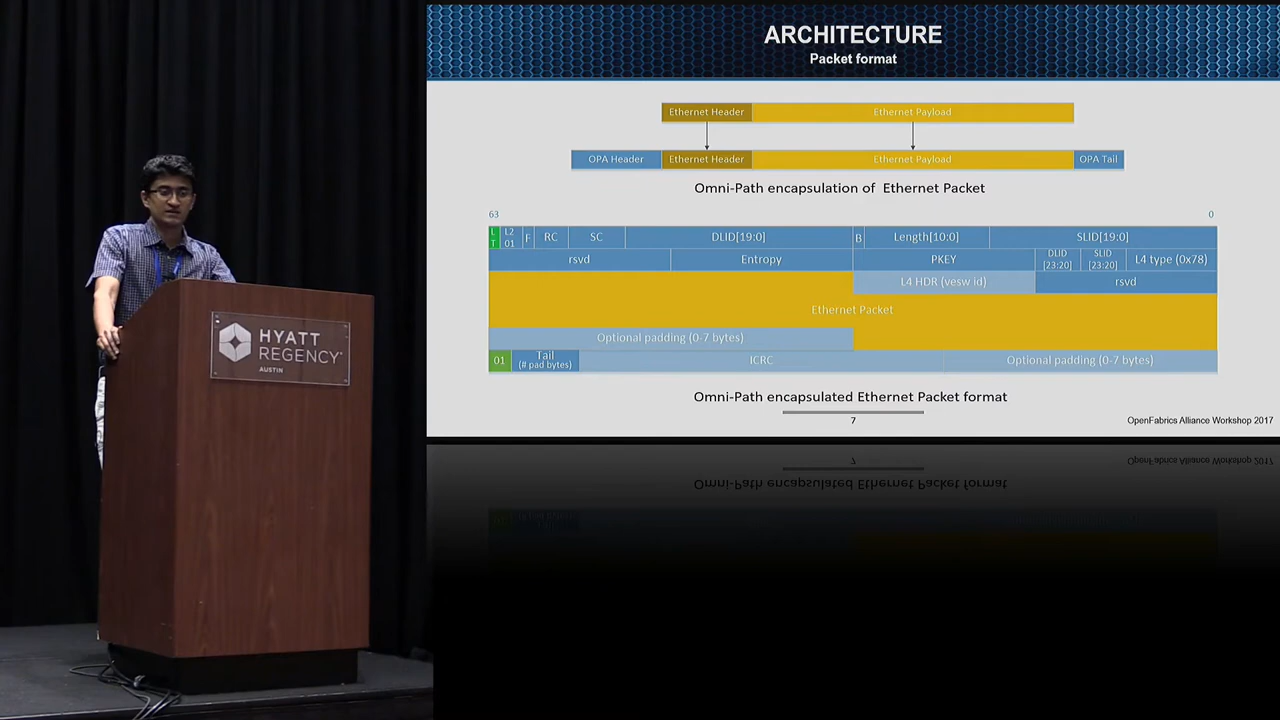 ARCHITECTURE
Packet format
Ethernet Header Ethernet Payload
OPA Header Ethernet Header Ethernet Payload OPA Tail
Omni-Path encapsulation of Ethernet Packet
63 0
LT L2 01 F RC SC DLID[19:0] B Length[10:0] SLID[19:0]
rsvd Entropy PKEY DLID [23:20] SLID [23:20] L4 type (0x78)
L4 HDR (vesw id) rsvd
Ethernet Packet
Optional padding (0-7 bytes)
01 Tail (# pad bytes) ICRC Optional padding (0-7 bytes)
Omni-Path encapsulated Ethernet Packet format
7
OpenFabrics Alliance Workshop 2017
HYATT
REGENCY
AUSTIN